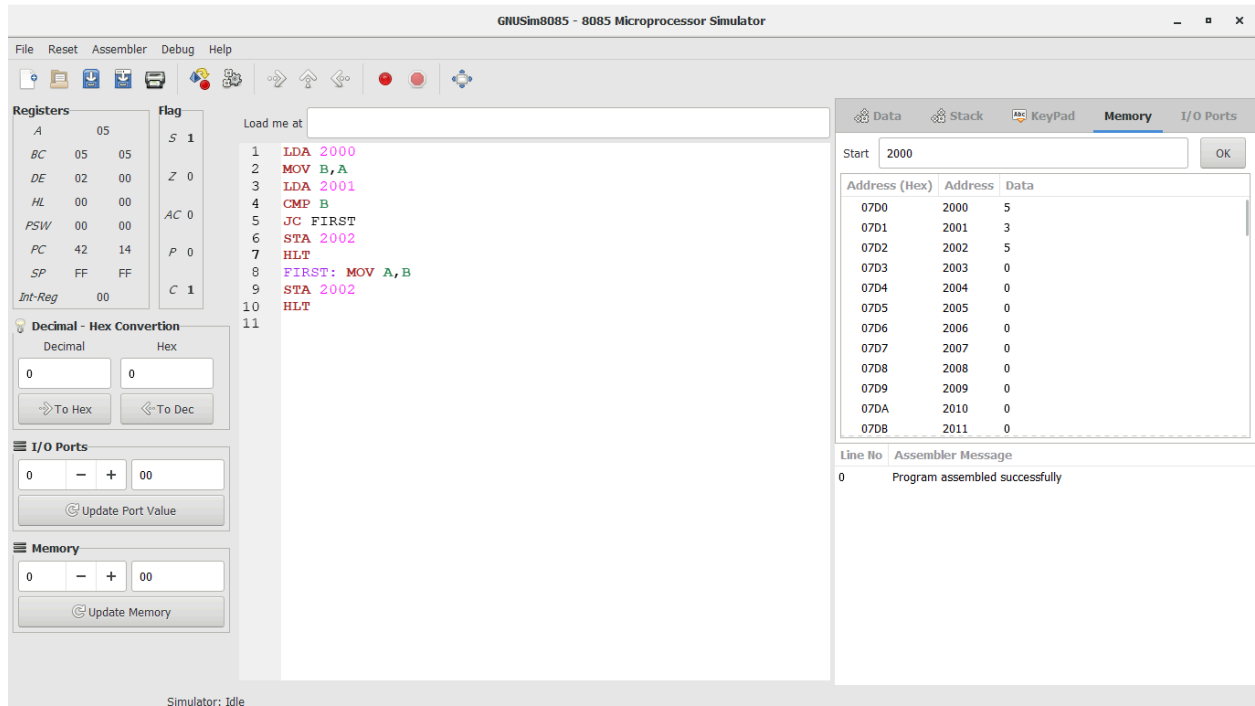 GNUSim8085 - 8085 Microprocessor Simulator
File Reset Assembler Debug Help
Registers
A 05
BC 05 05
DE 02 00
HL 00 00
PSW 00 00
PC 42 14
SP FF FF
Int-Reg 00
Flag
S 1
Z 0
AC 0
P 0
C 1
Decimal - Hex Convertion
Decimal Hex
0 0
To Hex To Dec
I/O Ports
0 − + 00
Update Port Value
Memory
0 − + 00
Update Memory
Load me at
1 LDA 2000
2 MOV B,A
3 LDA 2001
4 CMP B
5 JC FIRST
6 STA 2002
7 HLT
8 FIRST: MOV A,B
9 STA 2002
10 HLT
11
Data Stack Abc KeyPad Memory I/O Ports
Start 2000 OK
Address (Hex) Address Data
07D0 2000 5
07D1 2001 3
07D2 2002 5
07D3 2003 0
07D4 2004 0
07D5 2005 0
07D6 2006 0
07D7 2007 0
07D8 2008 0
07D9 2009 0
07DA 2010 0
07DB 2011 0
Line No Assembler Message
0 Program assembled successfully
Simulator: Idle